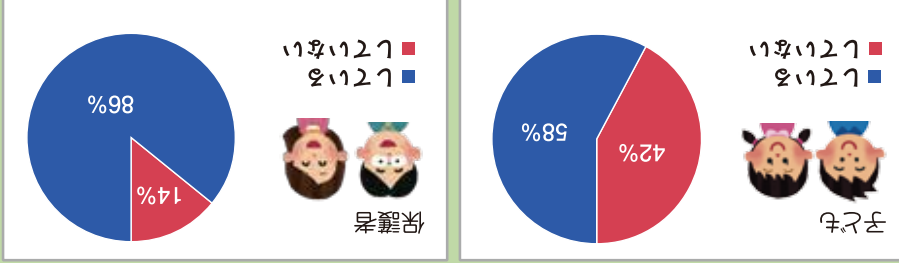 子ども
42%
58%
している
していない
保護者
14%
86%
している
していない